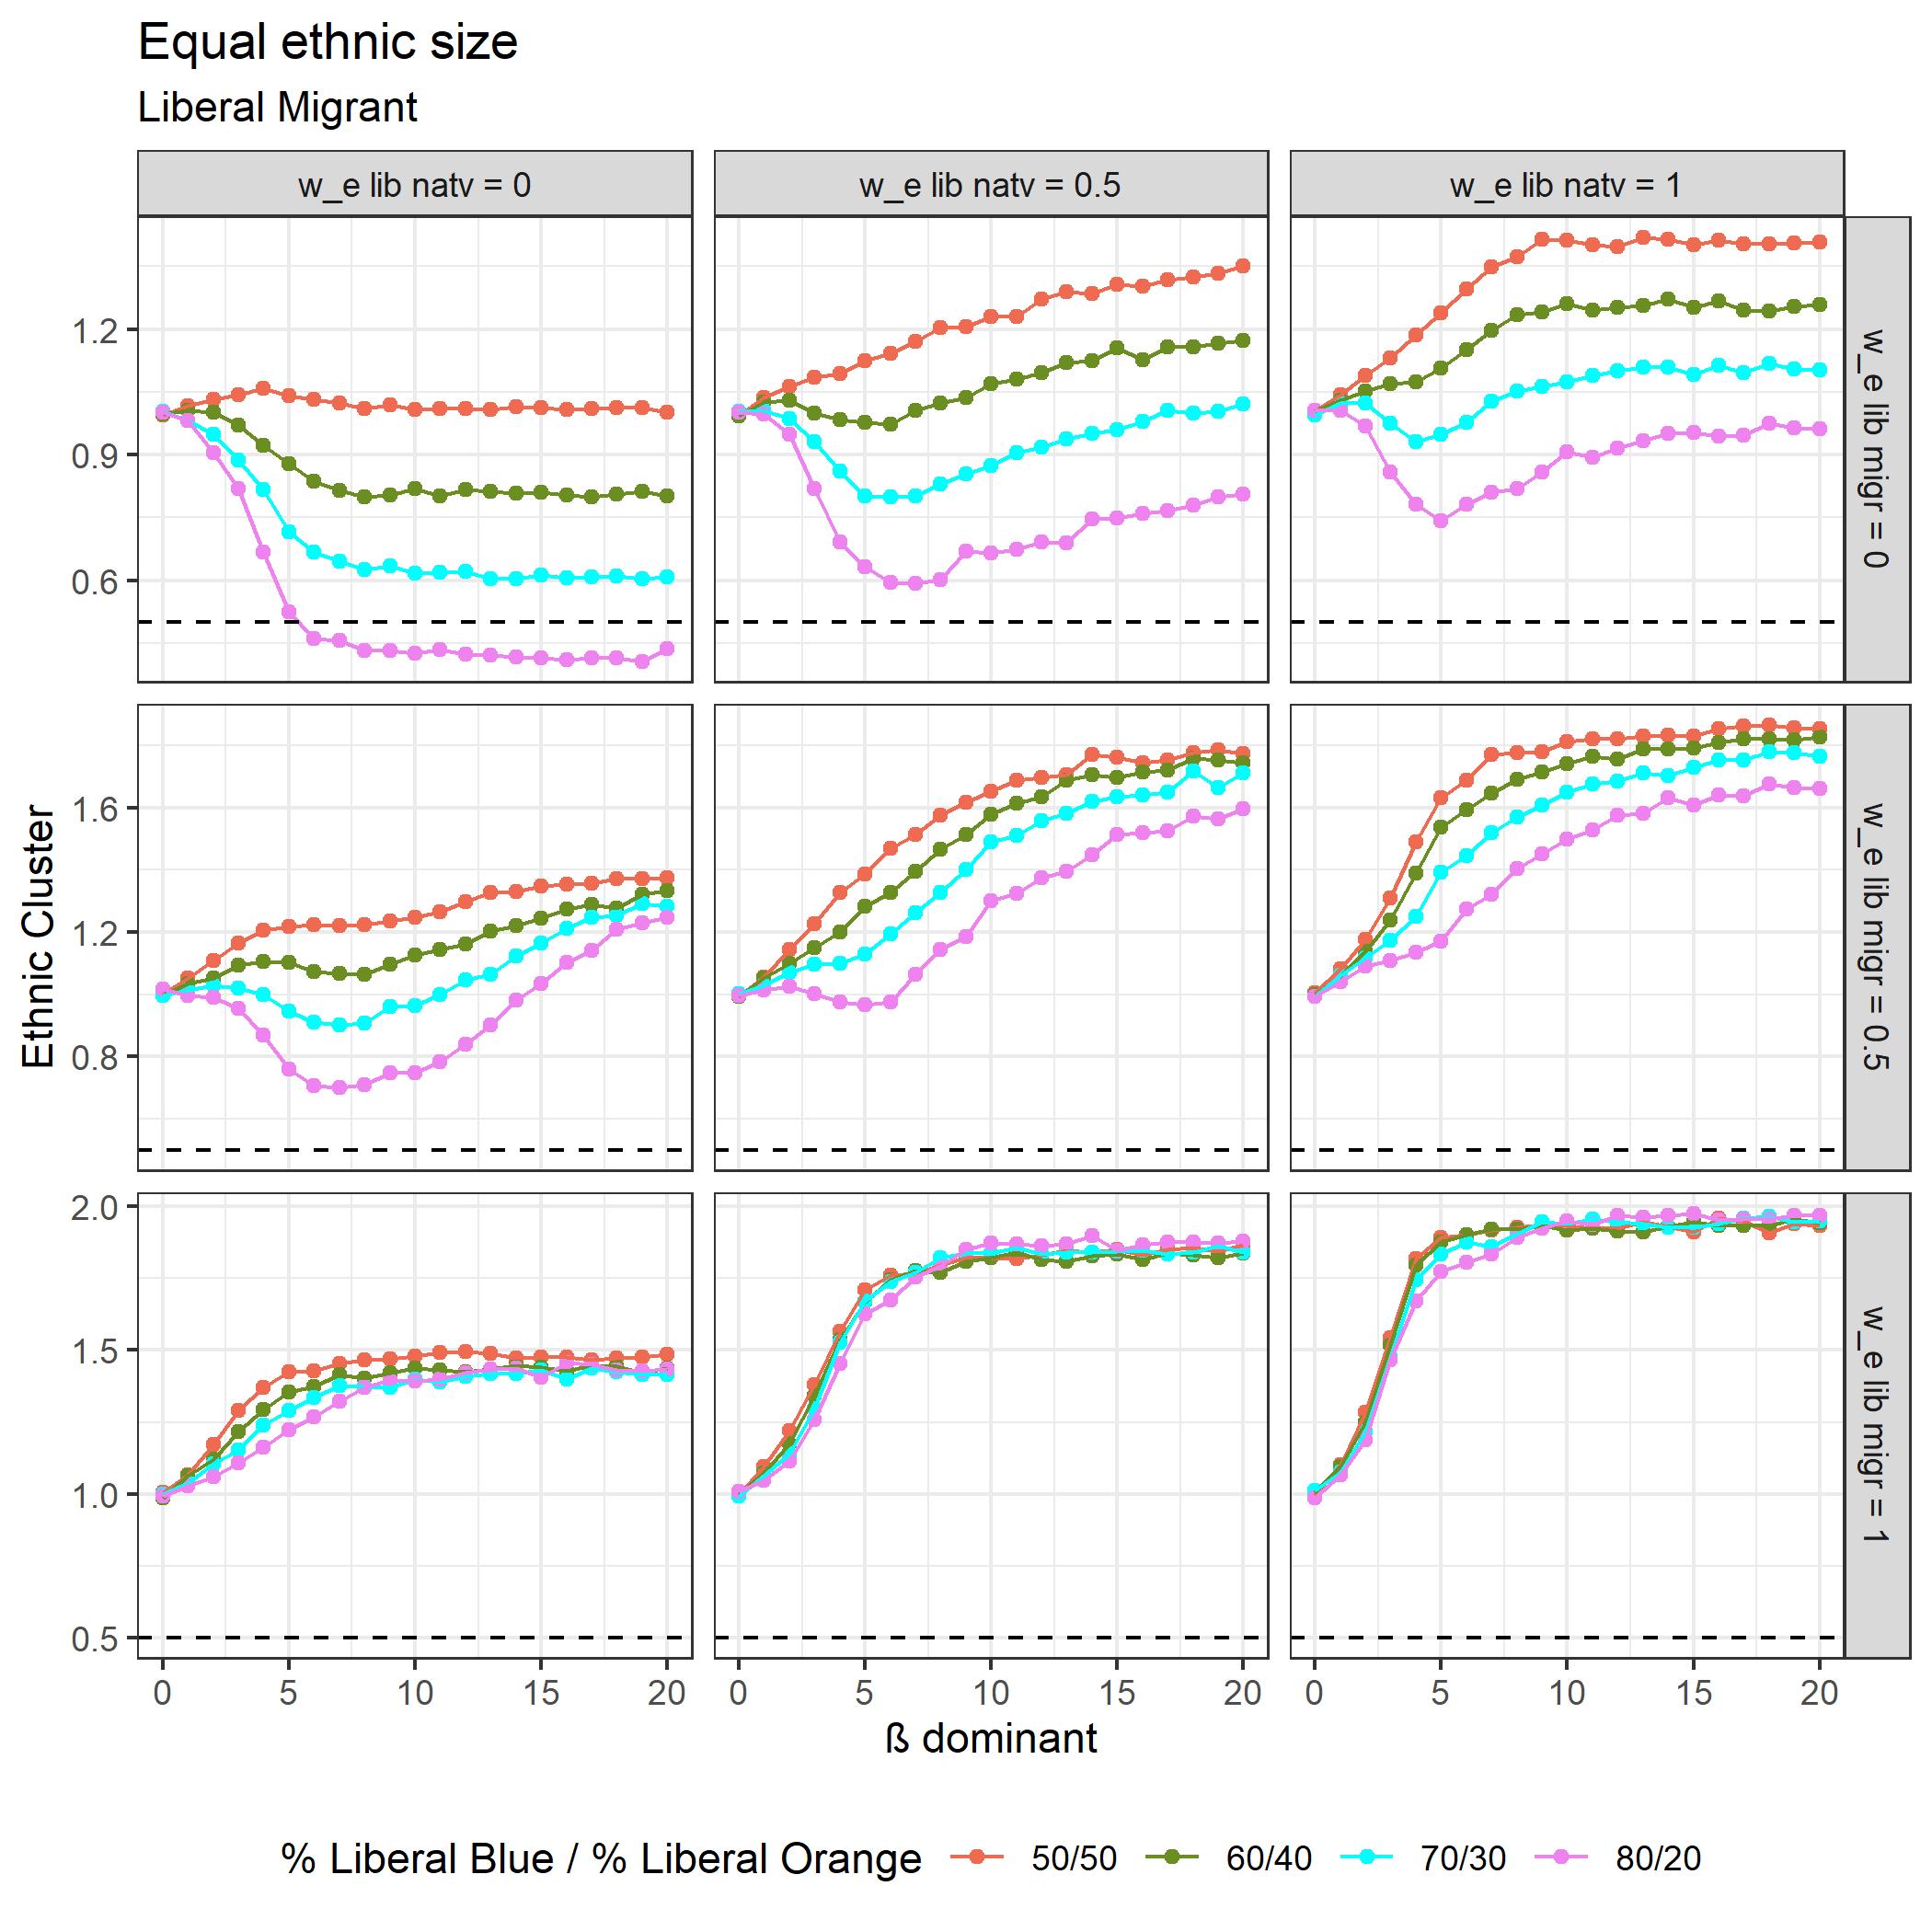 Equal ethnic size
Liberal Migrant
w_e lib natv = 0
w_e lib natv = 0.5
w_e lib natv = 1
1.2
0.9
0.6
w_e lib migr = 0
Ethnic Cluster
1.6
1.2
0.8
w_e lib migr = 0.5
2.0
1.5
1.0
0.5
w_e lib migr = 1
0 5 10 15 20 0 5 10 15 20 0 5 10 15 20
ß dominant
% Liberal Blue / % Liberal Orange 50/50 60/40 70/30 80/20